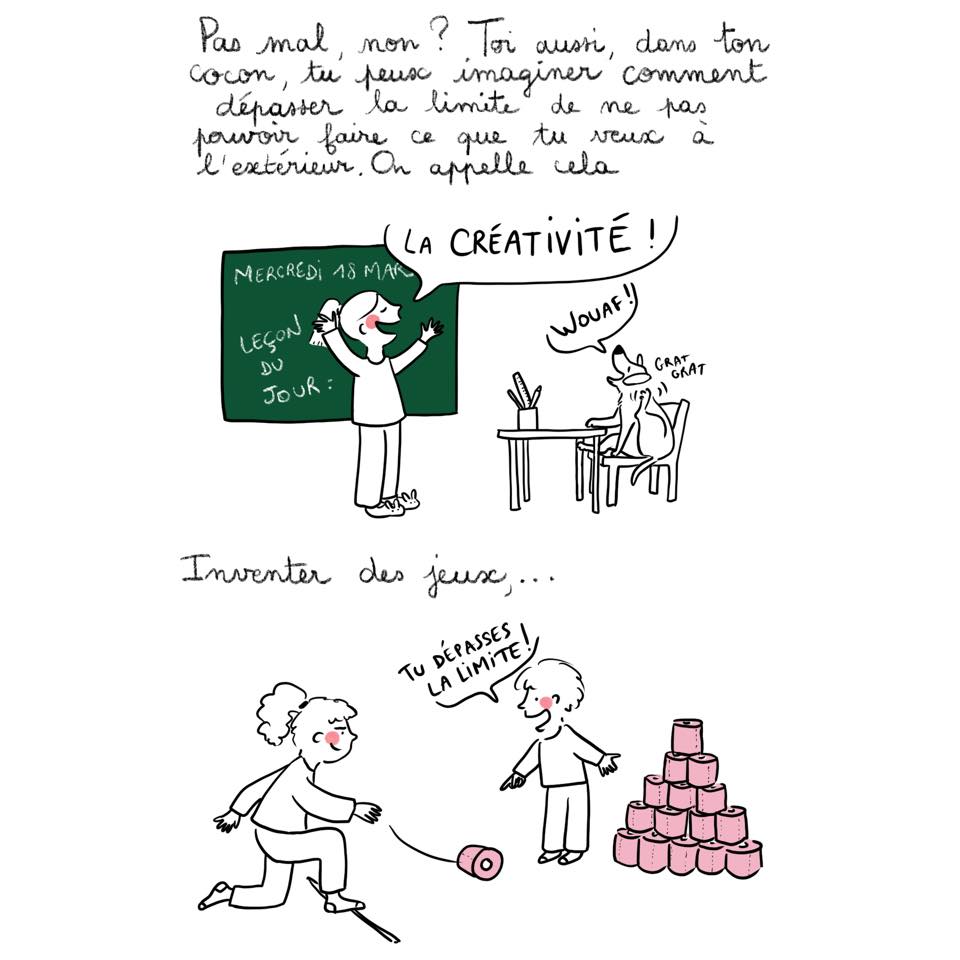 Pas mal, non ? Toi aussi, dans ton
cocon, tu peux imaginer comment
dépasser la limite de ne pas
pouvoir faire ce que tu veux à
l'extérieur. On appelle cela
LA CRÉATIVITÉ !
MERCREDI 18 MAR
LEÇON
DU
JOUR :
WOUAF !!
GRAT
GRAT
Inventer des jeux,...
TU DÉPASSES
LA LIMITE !